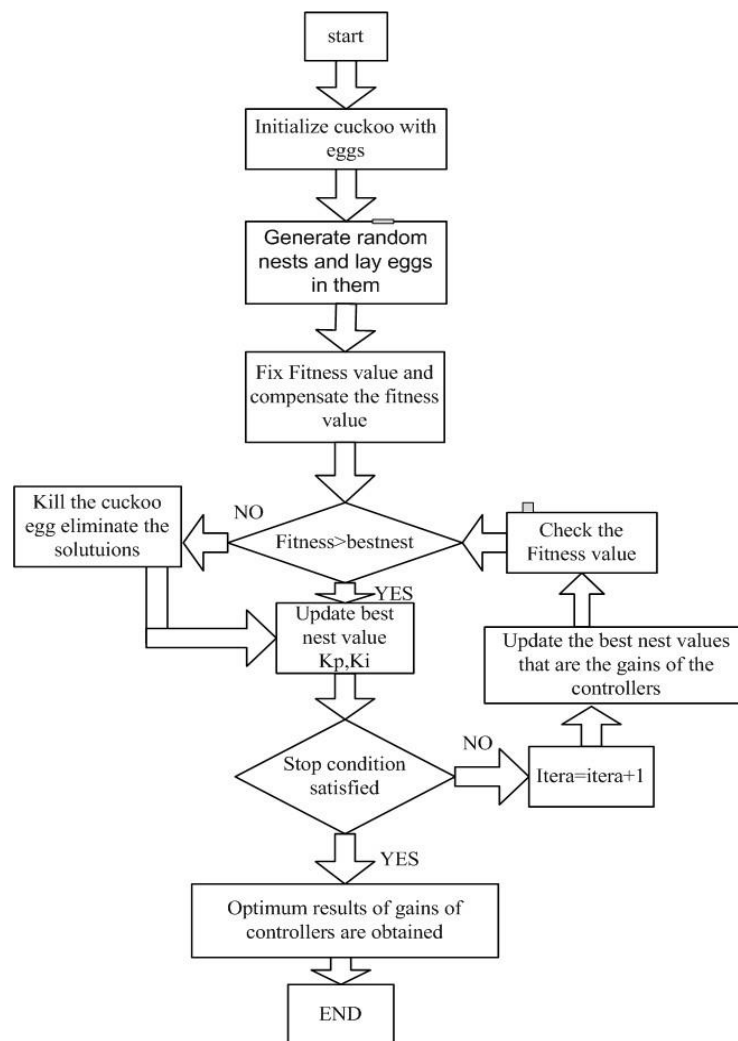 start
Initialize cuckoo with
eggs
Generate random
nests and lay eggs
in them
Fix Fitness value and
compensate the fitness
value
Kill the cuckoo
egg eliminate the
solutuions
NO
Fitness>bestnest
Check the
Fitness value
YES
Update best
nest value
Kp,Ki
Update the best nest values
that are the gains of the
controllers
Stop condition
satisfied
NO
Itera=itera+1
YES
Optimum results of gains of
controllers are obtained
END